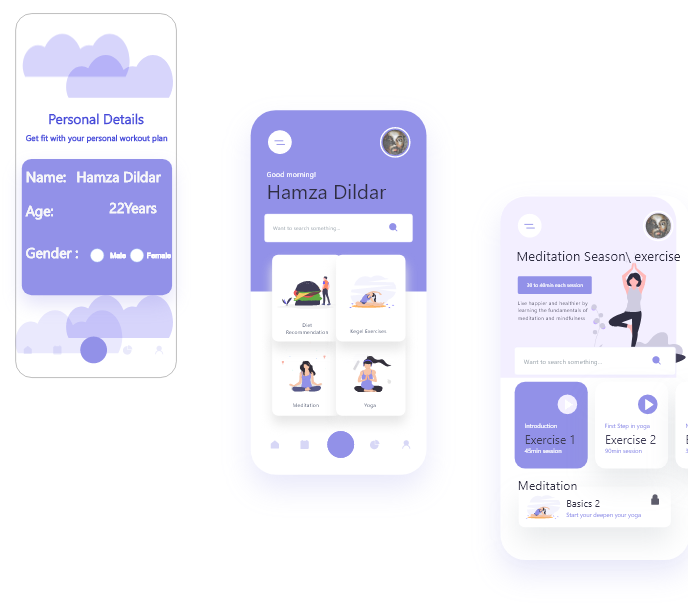 Personal Details
Get fit with your personal workout plan
Name: Hamza Dildar
Age: 22Years
Gender : Male Female
Good morning!
Hamza Dildar
Want to search something...
Diet
Recommendation
Kegel Exercises
Meditation
Yoga
Meditation Season\ exercise
30 to 60min each session
Live happier and healthier by
learning the fundamentals of
meditation and mindfulness
Want to search something...
Introduction
Exercise 1
45min session
First Step in yoga
Exercise 2
90min session
Meditation
Basics 2
Start your deepen your yoga